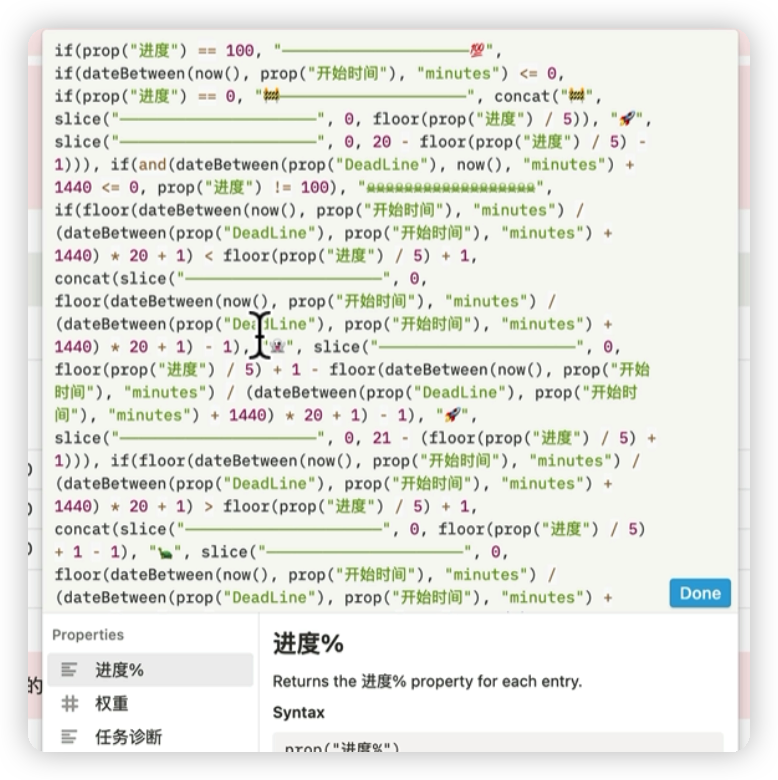 if(prop("进度") == 100, "————————————————————💯",
if(dateBetween(now(), prop("开始时间"), "minutes") <= 0,
if(prop("进度") == 0, "🚧————————————————————", concat("🚧",
slice("————————————————————", 0, floor(prop("进度") / 5)), "🚀",
slice("————————————————————", 0, 20 - floor(prop("进度") / 5) -
1))), if(and(dateBetween(prop("DeadLine"), now(), "minutes") +
1440 <= 0, prop("进度") != 100), "☠☠☠☠☠☠☠☠☠☠☠☠☠☠☠☠☠☠☠☠",
if(floor(dateBetween(now(), prop("开始时间"), "minutes") /
(dateBetween(prop("DeadLine"), prop("开始时间"), "minutes") +
1440) * 20 + 1) < floor(prop("进度") / 5) + 1,
concat(slice("————————————————————", 0,
floor(dateBetween(now(), prop("开始时间"), "minutes") /
(dateBetween(prop("DeadLine"), prop("开始时间"), "minutes") +
1440) * 20 + 1) - 1), "👻", slice("————————————————————", 0,
floor(prop("进度") / 5) + 1 - floor(dateBetween(now(), prop("开始
时间"), "minutes") / (dateBetween(prop("DeadLine"), prop("开始时
间"), "minutes") + 1440) * 20 + 1) - 1), "🚀",
slice("————————————————————", 0, 21 - (floor(prop("进度") / 5) +
1))), if(floor(dateBetween(now(), prop("开始时间"), "minutes") /
(dateBetween(prop("DeadLine"), prop("开始时间"), "minutes") +
1440) * 20 + 1) > floor(prop("进度") / 5) + 1,
concat(slice("————————————————————", 0, floor(prop("进度") / 5)
+ 1 - 1), "🐛", slice("————————————————————", 0,
floor(dateBetween(now(), prop("开始时间"), "minutes") /
(dateBetween(prop("DeadLine"), prop("开始时间"), "minutes") +
Done
Properties
进度%
权重
任务诊断
的
进度%
Returns the 进度% property for each entry.
Syntax
prop("进度%")